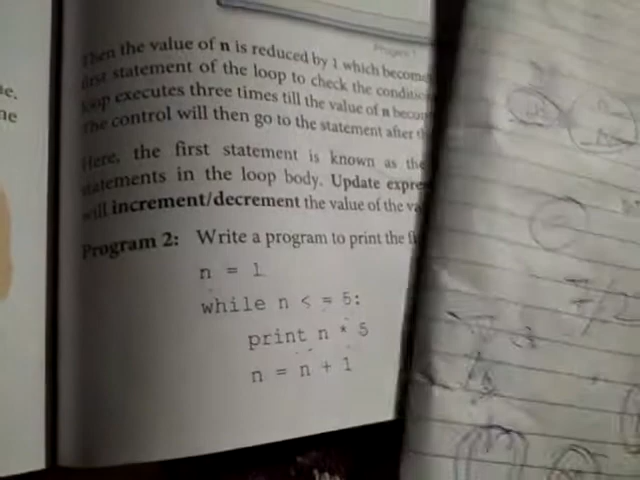 Then the value of n is reduced by 1 which become
first statement of the loop to check the condition
loop executes three times till the value of n becom
The control will then go to the statement after th
Here, the first statement is known as the
statements in the loop body. Update expre
will increment/decrement the value of the va
Program 2: Write a program to print the fi
n = 1
while n < = 5:
print n * 5
n = n + 1